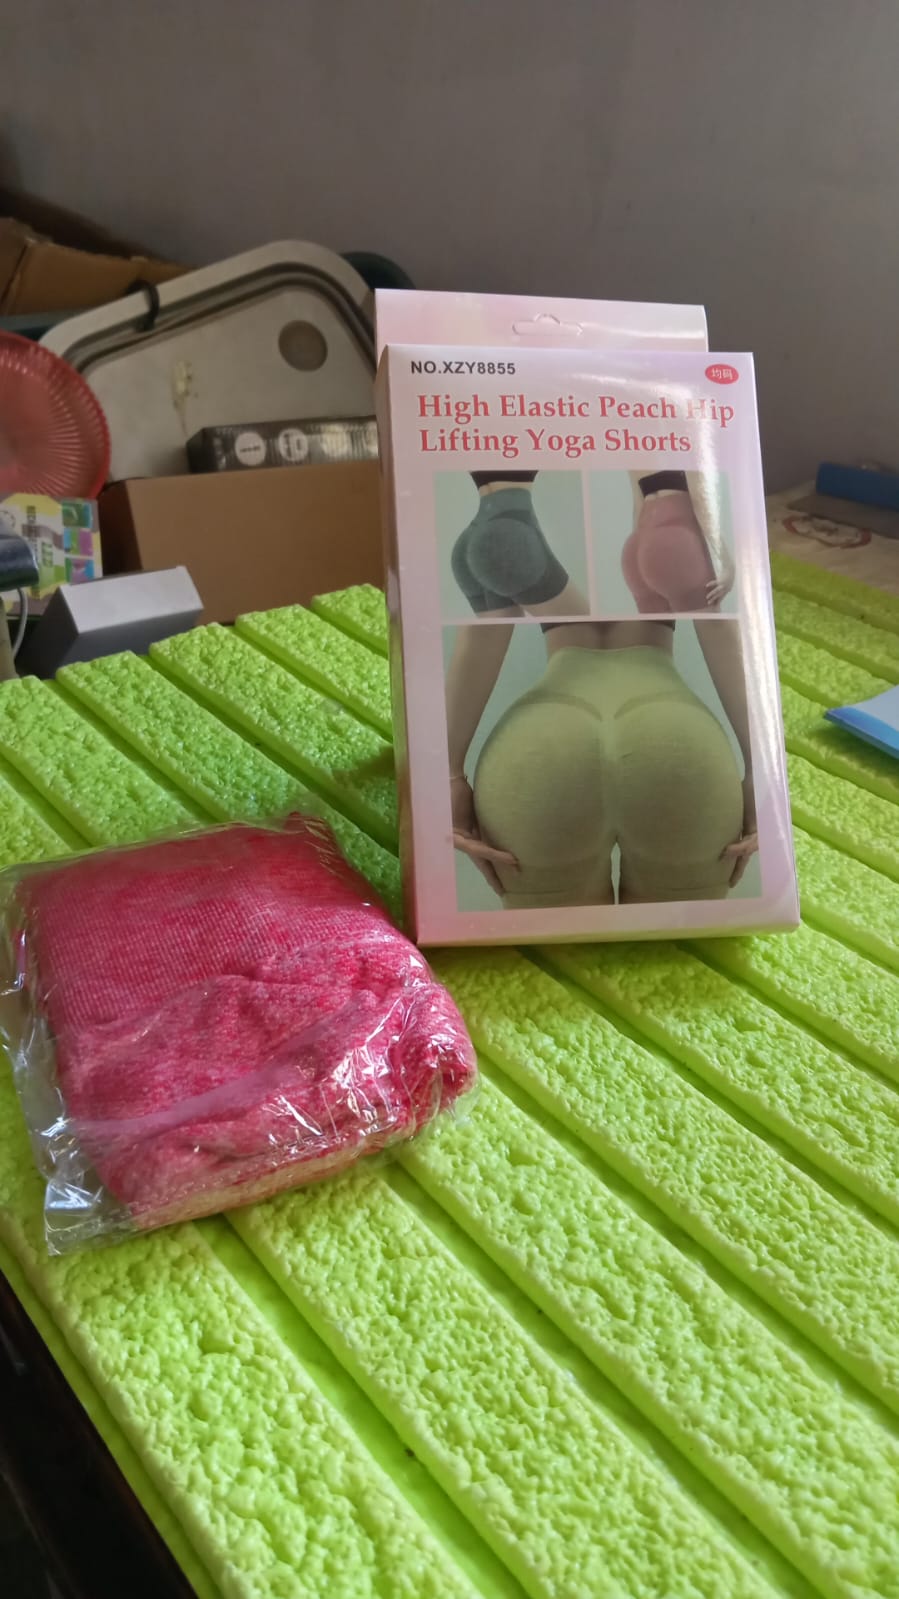 NO.XZY8855
均码
High Elastic Peach Hip
Lifting Yoga Shorts